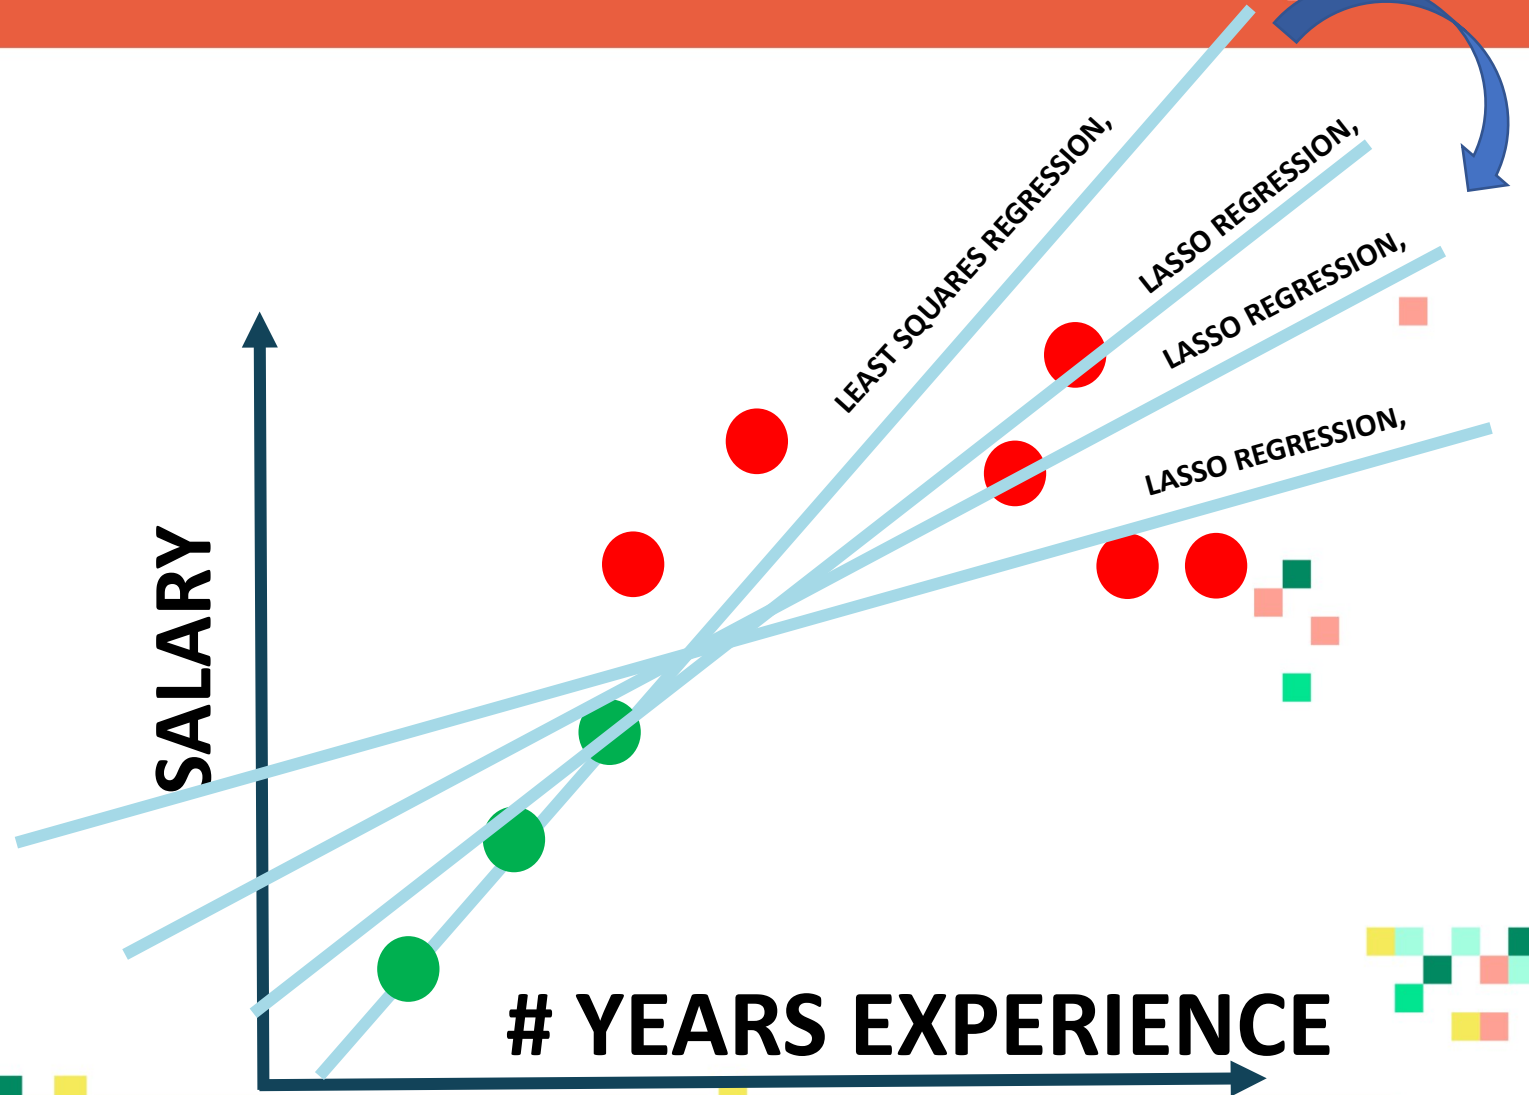 LEAST SQUARES REGRESSION,
LASSO REGRESSION,
LASSO REGRESSION,
LASSO REGRESSION,
SALARY
# YEARS EXPERIENCE